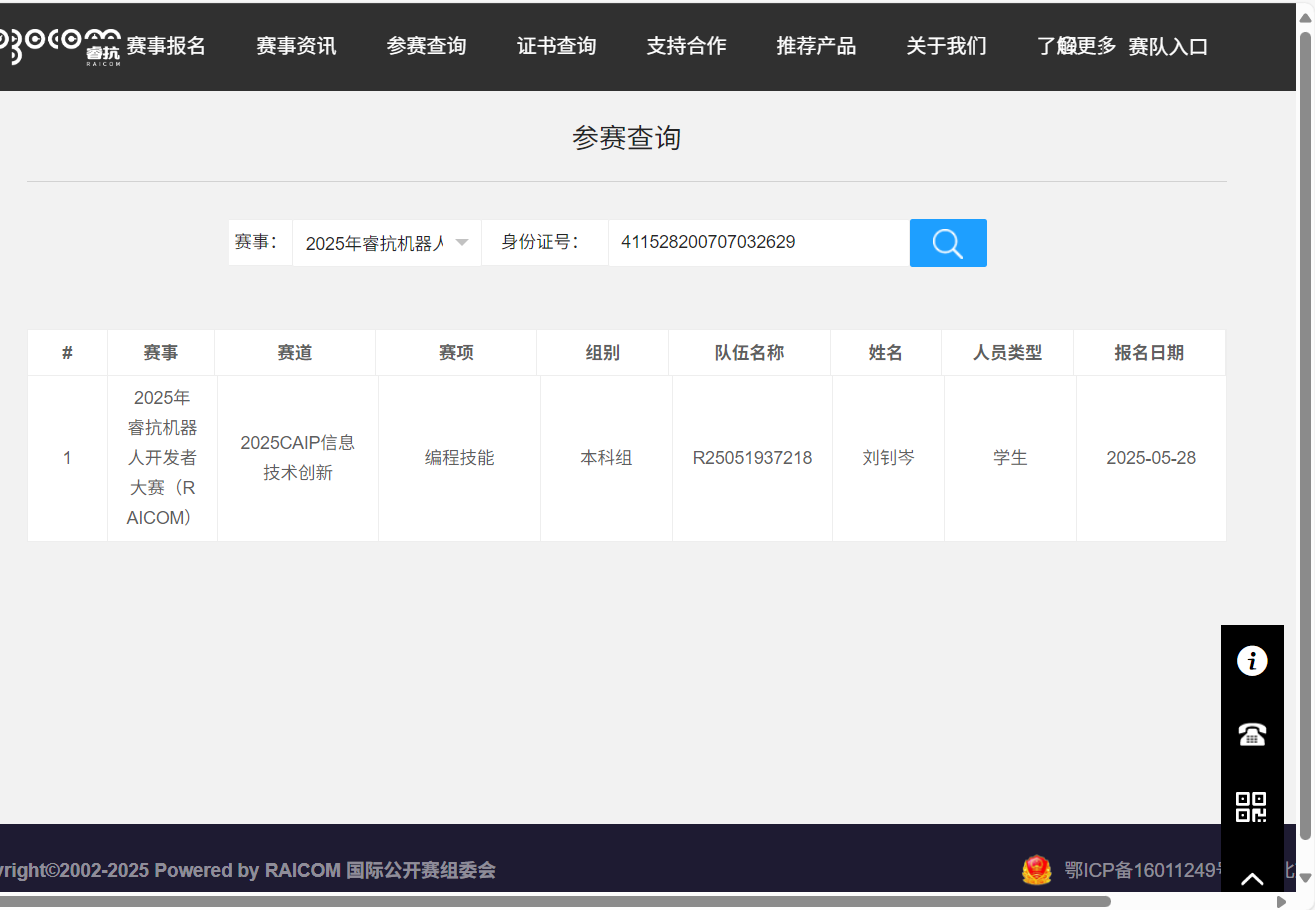 睿抗
RAICOM
赛事报名 赛事资讯 参赛查询 证书查询 支持合作 推荐产品 关于我们 了解更多 赛队入口
参赛查询
赛事： 2025年睿抗机器人 身份证号： 411528200707032629
# 赛事 赛道 赛项 组别 队伍名称 姓名 人员类型 报名日期
2025年
睿抗机器
人开发者
大赛（R
AICOM）
1
2025CAIP信息
技术创新
编程技能 本科组 R25051937218 刘钊岑 学生 2025-05-28
yright©2002-2025 Powered by RAICOM 国际公开赛组委会
鄂ICP备16011249号